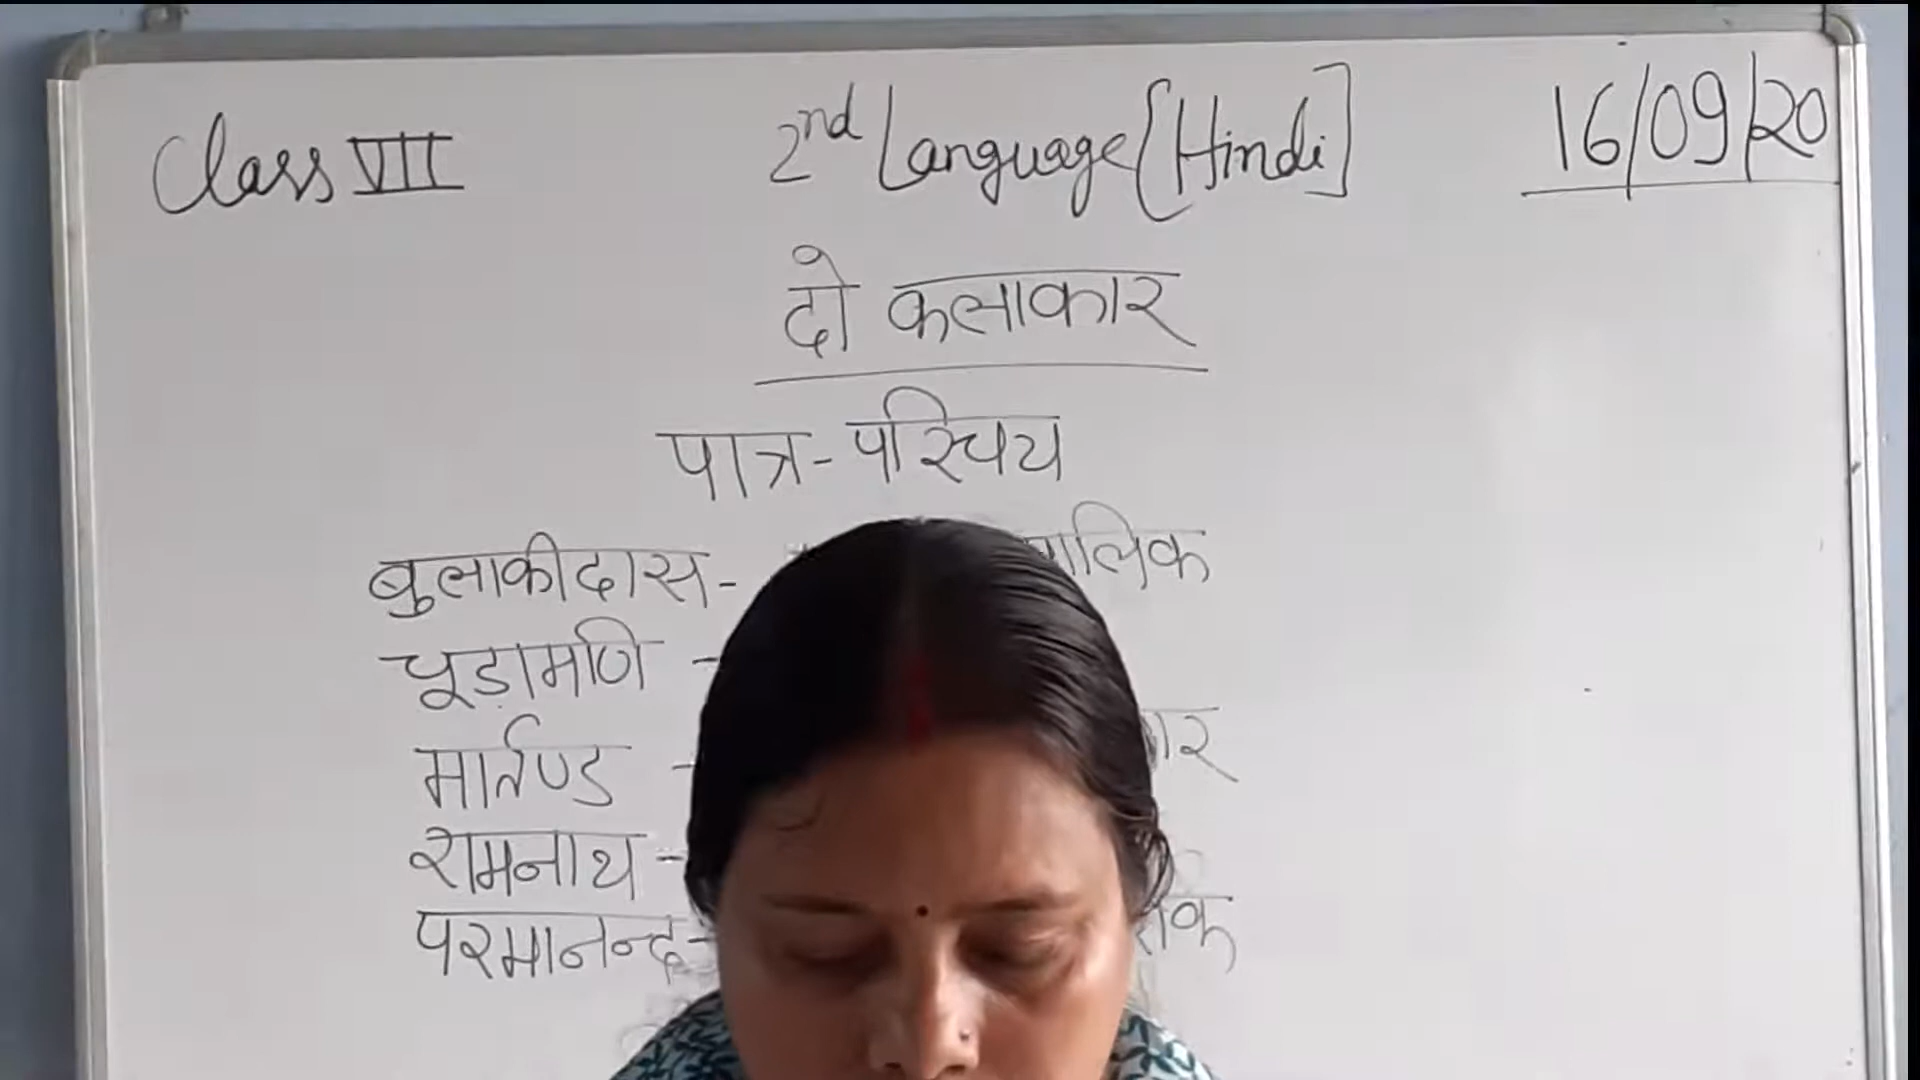 Class VII 2nd Language [Hindi] 16/09/20
दो कलाकार
पात्र-परिचय
बुलाकीदास-
चूड़ामणि -
मार्तण्ड -
रामनाथ -
परमानन्द-